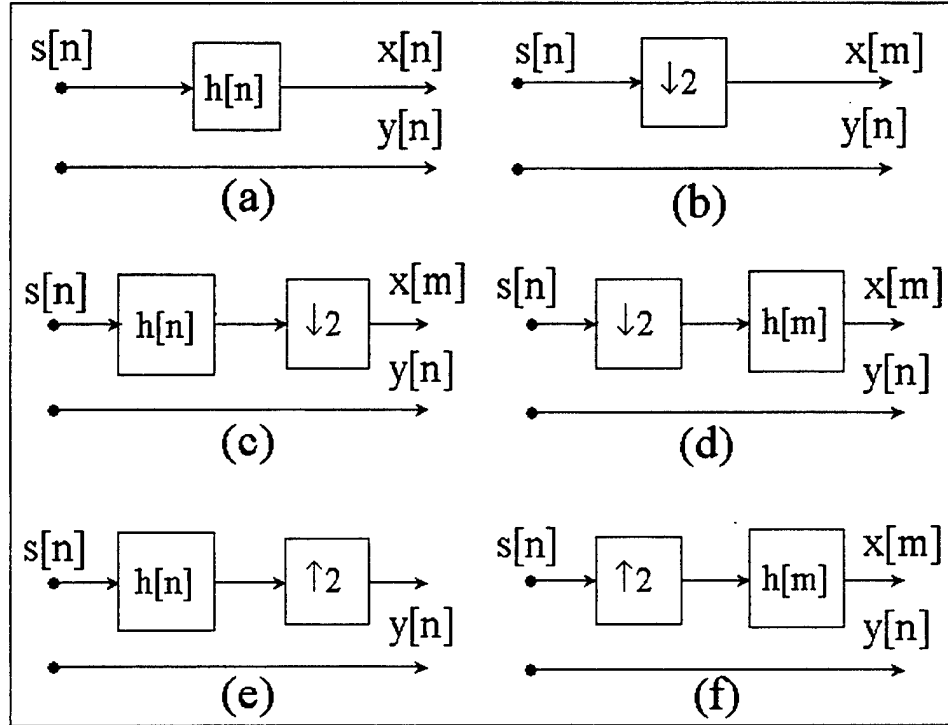 s[n] x[n] s[n] x[m]
h[n] ↓2
y[n] y[n]
(a) (b)
s[n] x[m] s[n] x[m]
h[n] ↓2 ↓2 h[m]
y[n] y[n]
(c) (d)
s[n] s[n] x[m]
h[n] ↑2 ↑2 h[m]
y[n] y[n]
(e) (f)